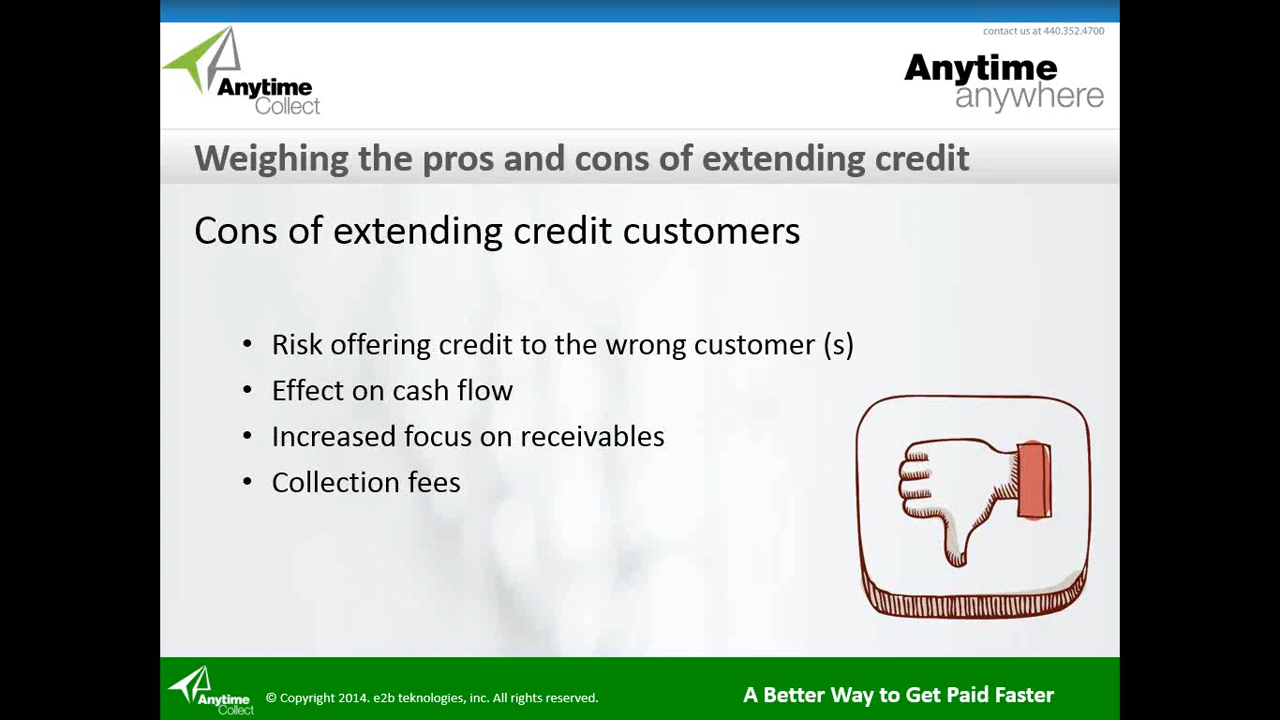 contact us at 440.352.4700
Anytime
Collect
Anytime
anywhere
Weighing the pros and cons of extending credit
Cons of extending credit customers
• Risk offering credit to the wrong customer (s)
• Effect on cash flow
• Increased focus on receivables
• Collection fees
Anytime
Collect
© Copyright 2014. e2b teknologies, inc. All rights reserved.
A Better Way to Get Paid Faster